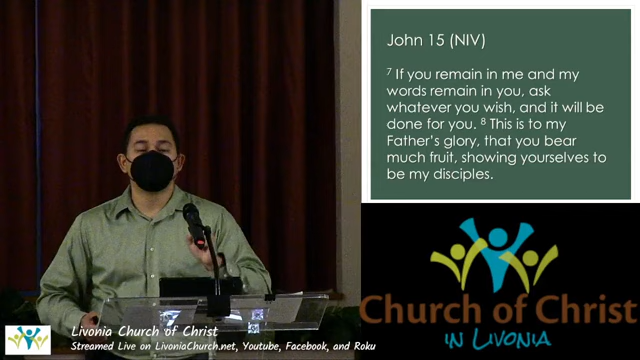 John 15 (NIV)
7 If you remain in me and my
words remain in you, ask
whatever you wish, and it will be
done for you. 8 This is to my
Father's glory, that you bear
much fruit, showing yourselves to
be my disciples.
Church of Christ
IN LIVONIA
Livonia Church of Christ
Streamed Live on LivoniaChurch.net, Youtube, Facebook, and Roku